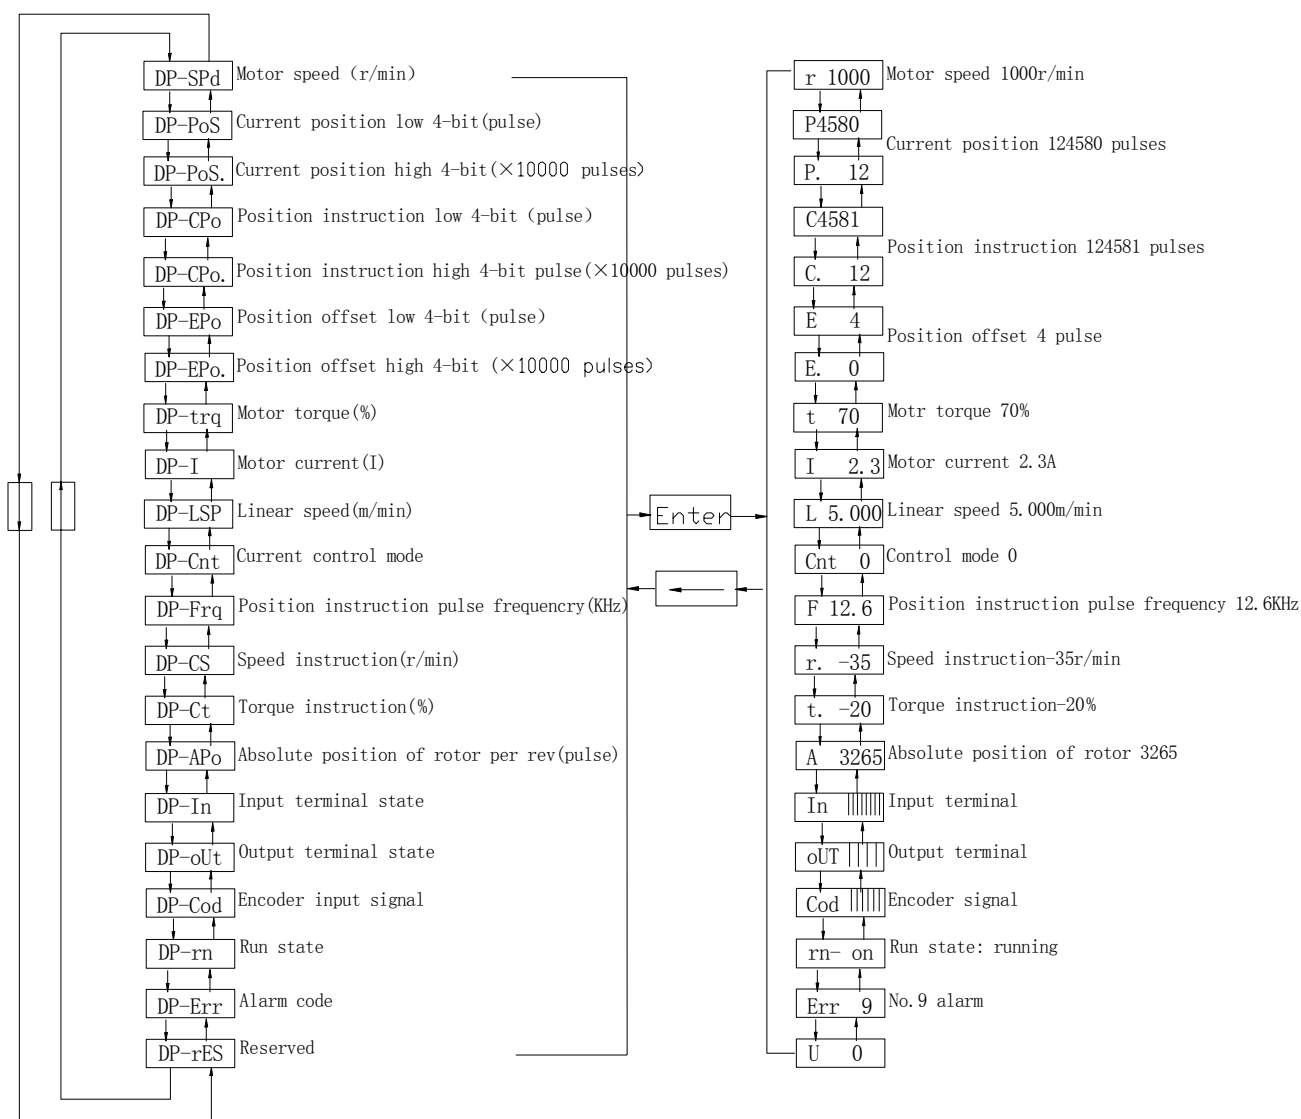 DP-SPd Motor speed (r/min)
DP-PoS Current position low 4-bit(pulse)
DP-PoS. Current position high 4-bit(×10000 pulses)
DP-CPo Position instruction low 4-bit (pulse)
DP-CPo. Position instruction high 4-bit pulse(×10000 pulses)
DP-EPo Position offset low 4-bit (pulse)
DP-EPo. Position offset high 4-bit (×10000 pulses)
DP-trq Motor torque(%)
DP-I Motor current(I)
DP-LSP Linear speed(m/min)
DP-Cnt Current control mode
DP-Frq Position instruction pulse frequencry(KHz)
DP-CS Speed instruction(r/min)
DP-Ct Torque instruction(%)
DP-APo Absolute position of rotor per rev(pulse)
DP-In Input terminal state
DP-oUt Output terminal state
DP-Cod Encoder input signal
DP-rn Run state
DP-Err Alarm code
DP-rES Reserved
Enter
r 1000 Motor speed 1000r/min
P4580
Current position 124580 pulses
P. 12
C4581
Position instruction 124581 pulses
C. 12
E 4
Position offset 4 pulse
E. 0
t 70 Motr torque 70%
I 2.3 Motor current 2.3A
L 5.000 Linear speed 5.000m/min
Cnt 0 Control mode 0
F 12.6 Position instruction pulse frequency 12.6KHz
r. -35 Speed instruction-35r/min
t. -20 Torque instruction-20%
A 3265 Absolute position of rotor 3265
In Input terminal
oUT Output terminal
Cod Encoder signal
rn- on Run state: running
Err 9 No.9 alarm
U 0